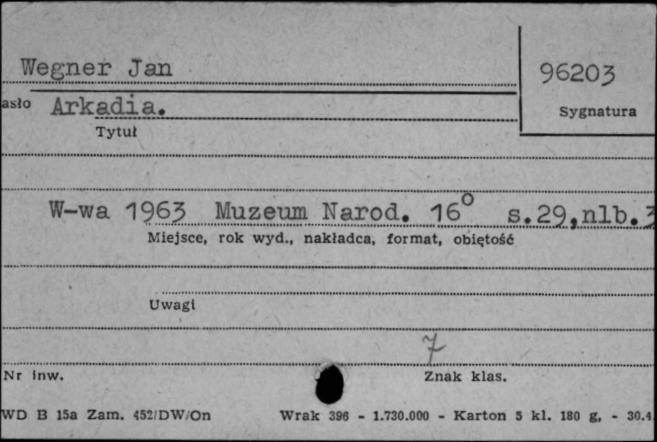 Wegner Jan
96203
asło Arkadia.
Sygnatura
Tytuł
W-wa 1963 Muzeum Narod. 16° s.29,nlb.3
Miejsce, rok wyd., nakładca, format, obiętość
Uwagi
7
Nr inw.
Znak klas.
WD B 15a Zam. 452/DW/On
Wrak 396 - 1.730.000 - Karton 5 kl. 180 g, - 30.4